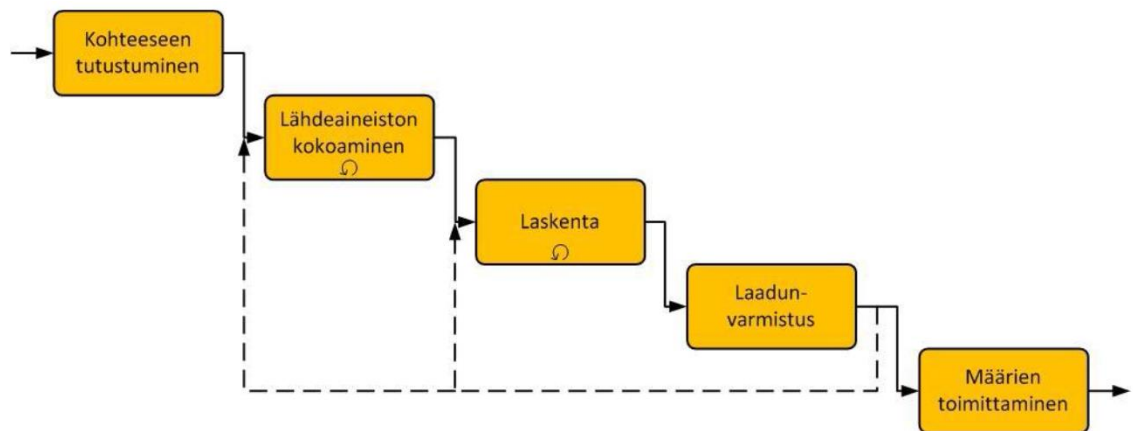 Kohteeseen
tutustuminen
Lähdeaineiston
kokoaminen
Laskenta
Laadun-
varmistus
Määrien
toimittaminen